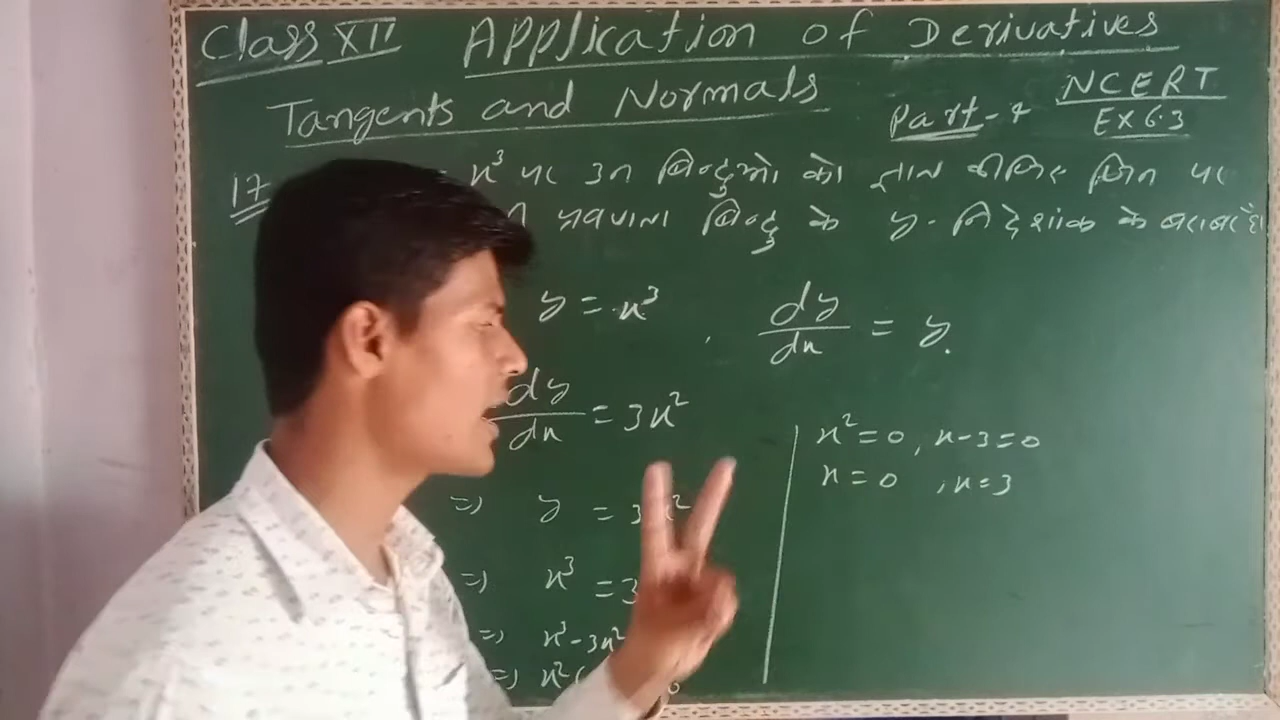 Class XII Application of Derivatives
Tangents and Normals
Part-4 NCERT
EX 6.3
17 x³ पर उन बिन्दुओं को ज्ञात कीजिए जिन पर
प्रवणता बिन्दु के y-निर्देशांक के बराबर है।
y = x³ , dy/dx = y.
dy/dx = 3x²
⇒ y = 3x²
⇒ x³ = 3
⇒ x³-3x²
⇒ x²(
x²=0, x-3=0
x=0 , x=3